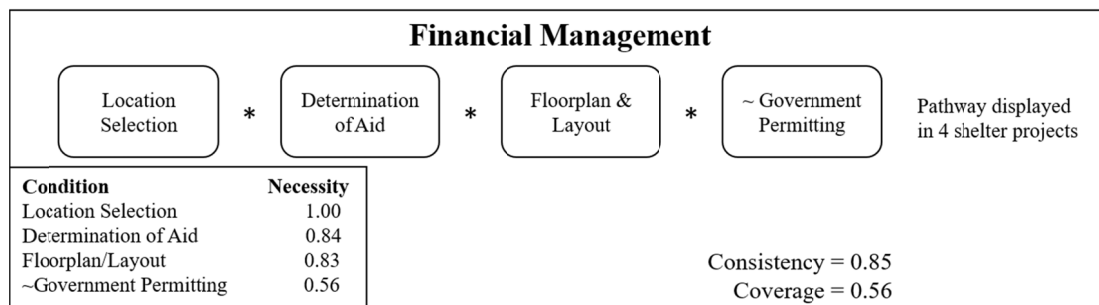 Financial Management
Location
Selection
*
Determination
of Aid
*
Floorplan &
Layout
*
~ Government
Permitting
Pathway displayed
in 4 shelter projects
Condition Necessity
Location Selection 1.00
Determination of Aid 0.84
Floorplan/Layout 0.83
~Government Permitting 0.56
Consistency = 0.85
Coverage = 0.56